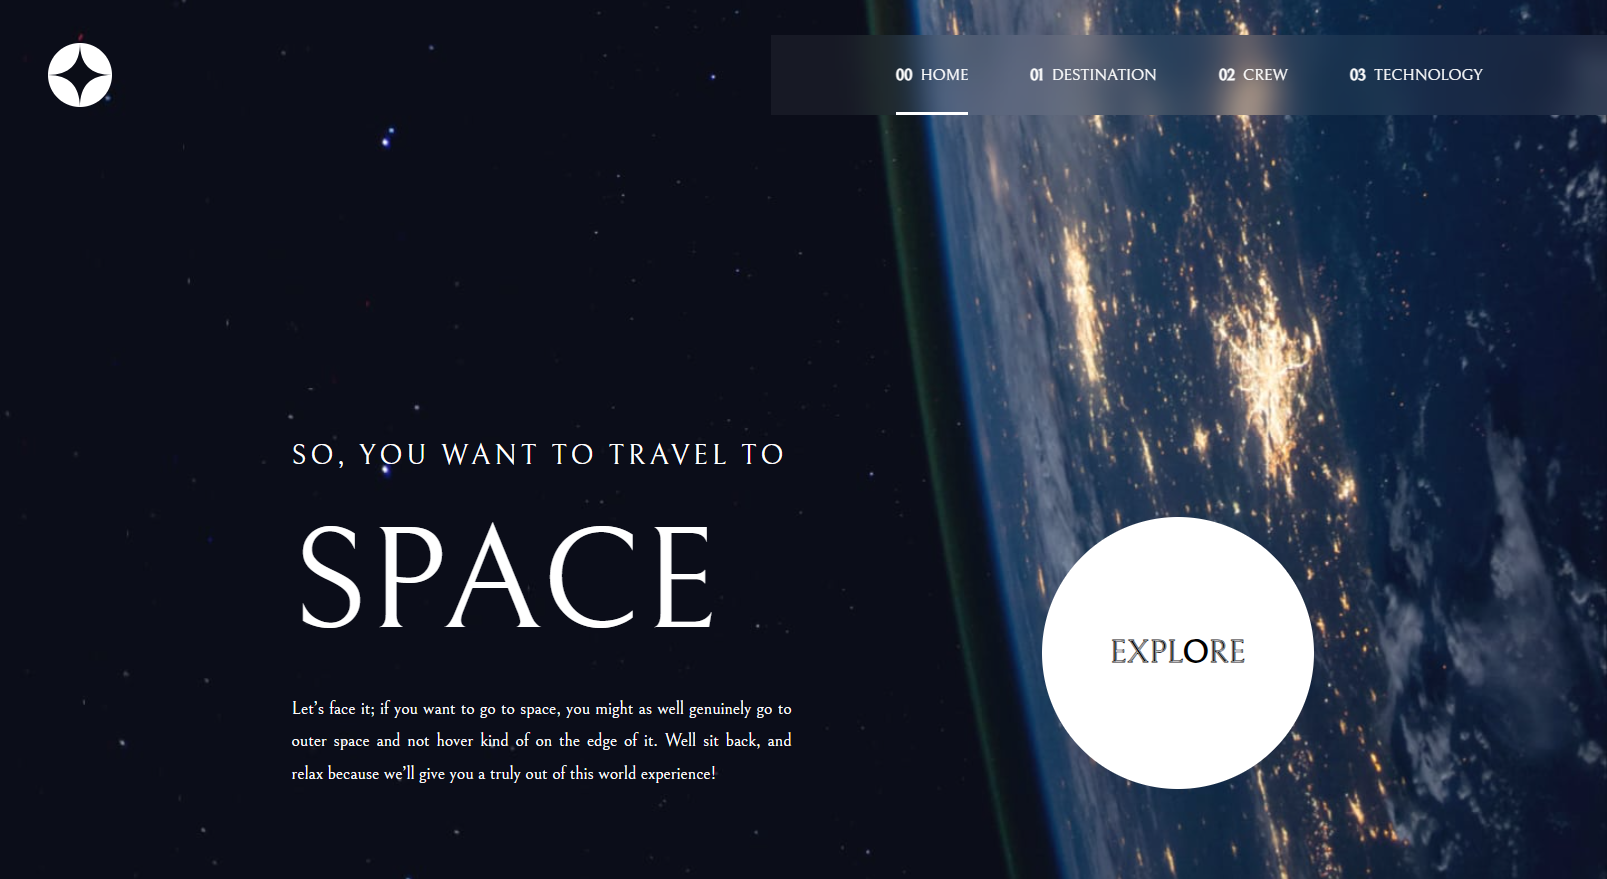 00 HOME 01 DESTINATION 02 CREW 03 TECHNOLOGY
SO, YOU WANT TO TRAVEL TO
SPACE
Let’s face it; if you want to go to space, you might as well genuinely go to
outer space and not hover kind of on the edge of it. Well sit back, and
relax because we’ll give you a truly out of this world experience!
EXPLORE